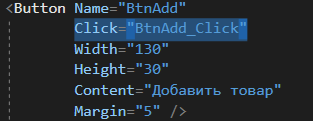 <Button Name="BtnAdd"
Click="BtnAdd_Click"
Width="130"
Height="30"
Content="Добавить товар"
Margin="5" />